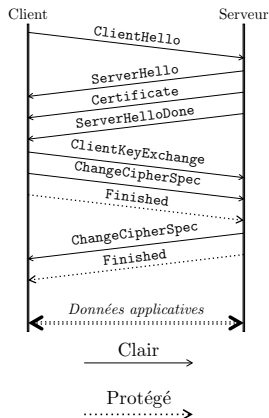 Client
Serveur
ClientHello
ServerHello
Certificate
ServerHelloDone
ClientKeyExchange
ChangeCipherSpec
Finished
ChangeCipherSpec
Finished
Données applicatives
Clair
Protégé